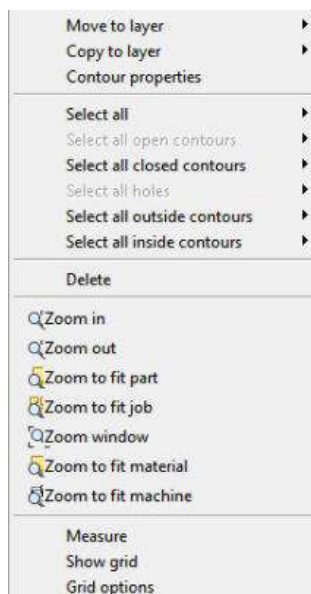 Move to layer
Copy to layer
Contour properties
Select all
Select all open contours
Select all closed contours
Select all holes
Select all outside contours
Select all inside contours
Delete
Zoom in
Zoom out
Zoom to fit part
Zoom to fit job
Zoom window
Zoom to fit material
Zoom to fit machine
Measure
Show grid
Grid options